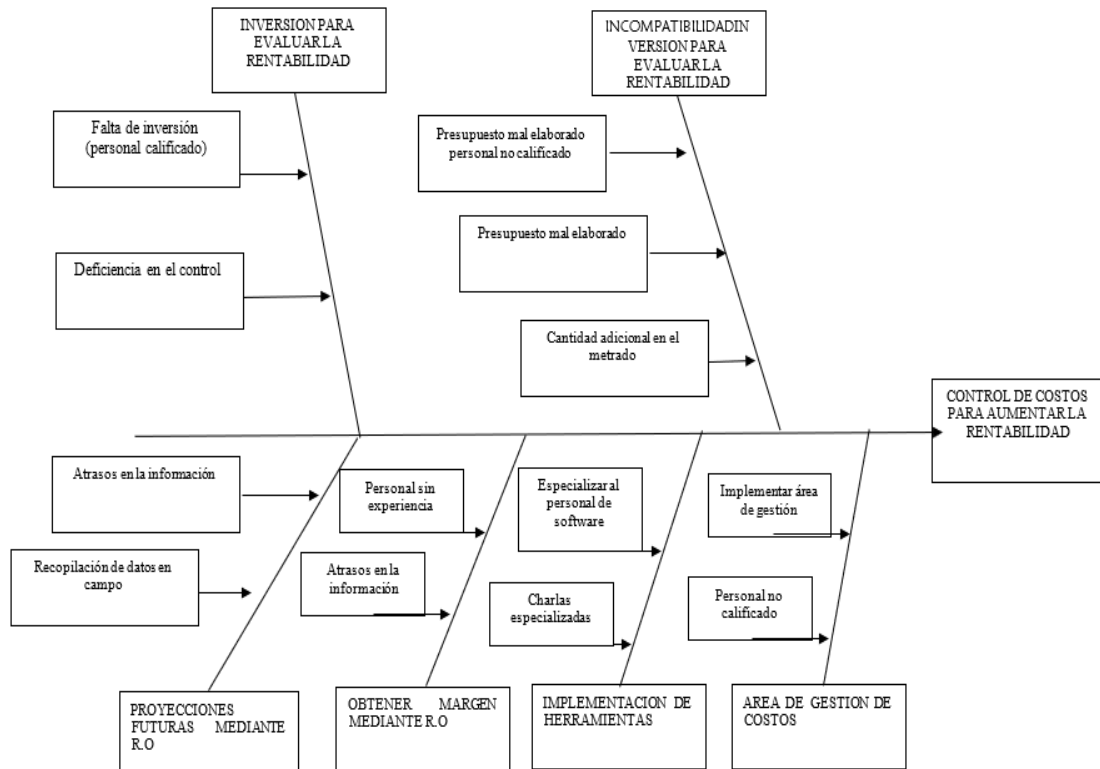 INVERSION PARA
EVALUAR LA
RENTABILIDAD
INCOMPATIBILIDADIN
VERSION PARA
EVALUAR LA
RENTABILIDAD
Falta de inversión
(personal calificado)
Presupuesto mal elaborado
personal no calificado
Presupuesto mal elaborado
Deficiencia en el control
Cantidad adicional en el
metrado
CONTROL DE COSTOS
PARA AUMENTAR LA
RENTABILIDAD
Atrasos en la información
Personal sin
experiencia
Especializar al
personal de
software
Implementar área
de gestión
Recopilación de datos en
campo
Atrasos en la
información
Charlas
especializadas
Personal no
calificado
PROYECCIONES
FUTURAS MEDIANTE
R.O
OBTENER MARGEN
MEDIANTE R.O
IMPLEMENTACION DE
HERRAMIENTAS
AREA DE GESTION DE
COSTOS